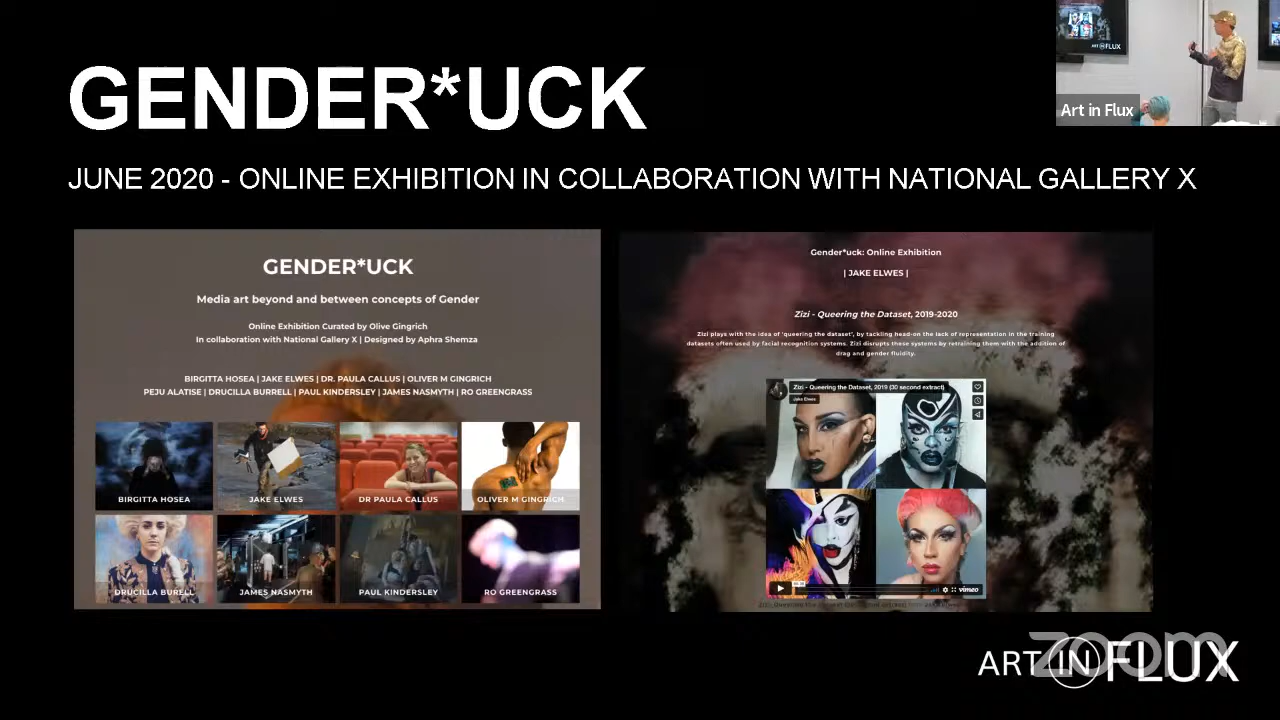 GENDER*UCK
JUNE 2020 - ONLINE EXHIBITION IN COLLABORATION WITH NATIONAL GALLERY X
ART IN FLUX
Art in Flux
GENDER*UCK
Media art beyond and between concepts of Gender
Online Exhibition Curated by Olive Gingrich
In collaboration with National Gallery X | Designed by Aphra Shemza
BIRGITTA HOSEA | JAKE ELWES | DR. PAULA CALLUS | OLIVER M GINGRICH
PEJU ALATISE | DRUCILLA BURRELL | PAUL KINDERSLEY | JAMES NASMYTH | RO GREENGRASS
BIRGITTA HOSEA
JAKE ELWES
DR PAULA CALLUS
OLIVER M GINGRICH
DRUCILLA BURELL
JAMES NASMYTH
PAUL KINDERSLEY
RO GREENGRASS
Gender*uck: Online Exhibition
| JAKE ELWES |
Zizi - Queering the Dataset, 2019-2020
Zizi plays with the idea of 'queering the dataset', by tackling head-on the lack of representation in the training
datasets often used by facial recognition systems. Zizi disrupts these systems by retraining them with the addition of
drag and gender fluidity.
Zizi - Queering the Dataset, 2019 (30 second extract)
Jake Elwes
vimeo
zoom
ART IN FLUX